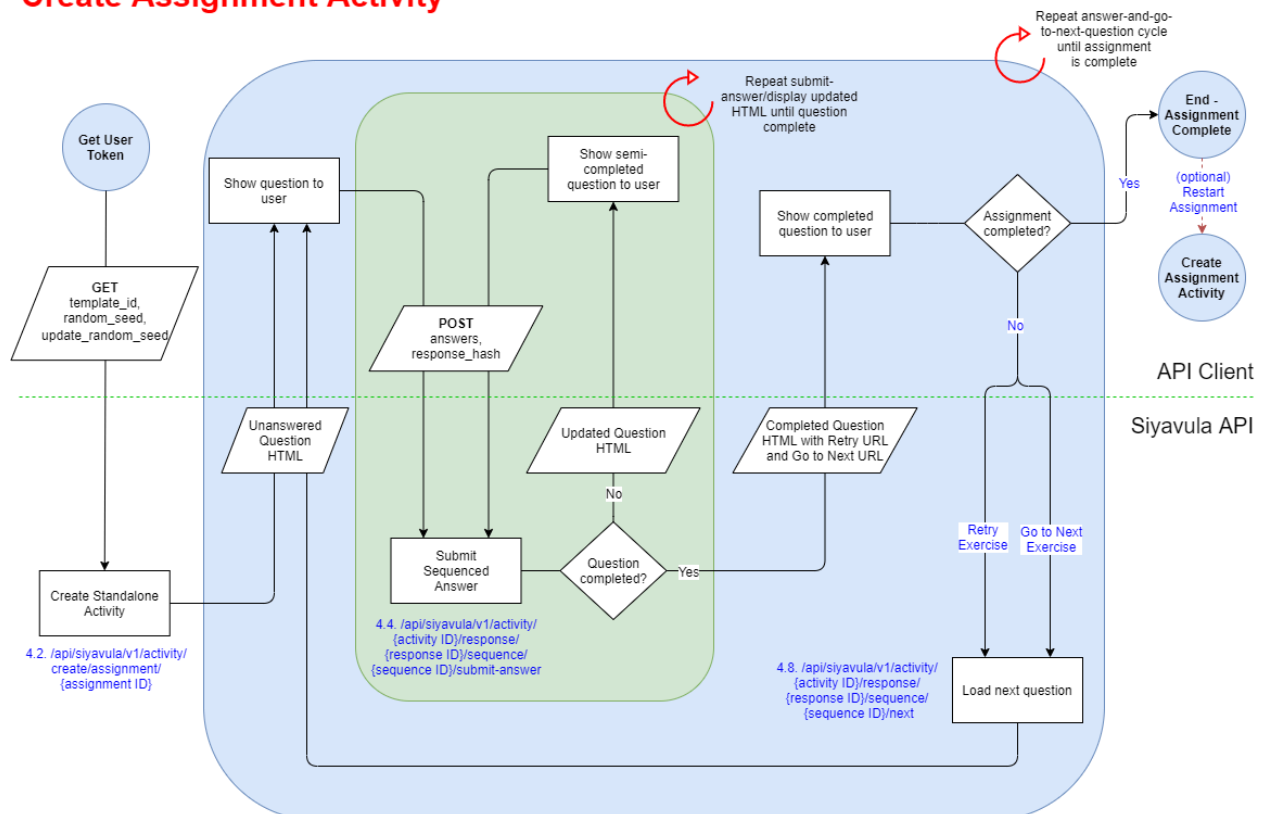 Create Assignment Activity
Repeat answer-and-go-
to-next-question cycle
until assignment
is complete
Repeat submit-
answer/display updated
HTML until question
complete
Get User
Token
End -
Assignment
Complete
Show question to
user
Show semi-
completed
question to user
Show completed
question to user
Assignment
completed?
Yes
(optional)
Restart
Assignment
Create
Assignment
Activity
GET
template_id,
random_seed,
update_random_seed
POST
answers,
response_hash
No
API Client
Siyavula API
Unanswered
Question
HTML
Updated Question
HTML
Completed Question
HTML with Retry URL
and Go to Next URL
No
Retry
Exercise
Go to Next
Exercise
Create Standalone
Activity
Submit
Sequenced
Answer
Question
completed?
Yes
4.2. /api/siyavula/v1/activity/
create/assignment/
{assignment ID}
4.4. /api/siyavula/v1/activity/
{activity ID}/response/
{response ID}/sequence/
{sequence ID}/submit-answer
4.8. /api/siyavula/v1/activity/
{activity ID}/response/
{response ID}/sequence/
{sequence ID}/next
Load next question